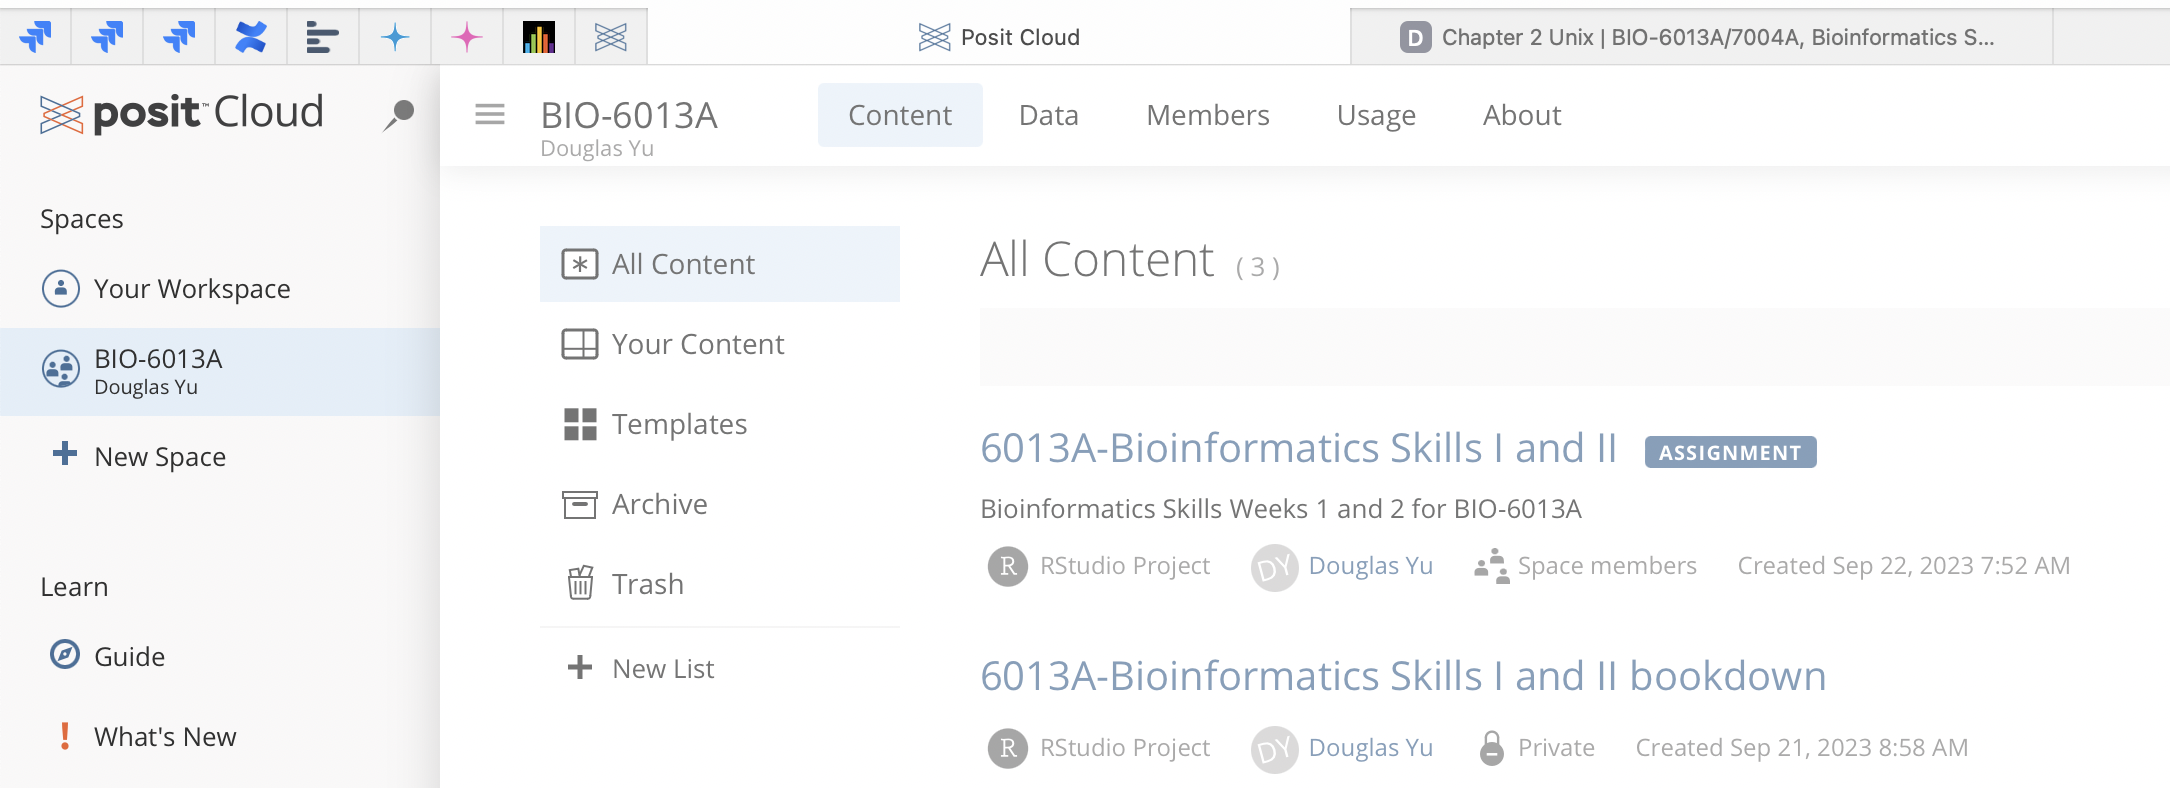 Posit Cloud
D Chapter 2 Unix | BIO-6013A/7004A, Bioinformatics S...
posit™ Cloud
BIO-6013A
Douglas Yu
Content
Data
Members
Usage
About
Spaces
Your Workspace
BIO-6013A
Douglas Yu
New Space
Learn
Guide
What's New
All Content
Your Content
Templates
Archive
Trash
New List
All Content (3)
6013A-Bioinformatics Skills I and II ASSIGNMENT
Bioinformatics Skills Weeks 1 and 2 for BIO-6013A
R RStudio Project DY Douglas Yu Space members Created Sep 22, 2023 7:52 AM
6013A-Bioinformatics Skills I and II bookdown
R RStudio Project DY Douglas Yu Private Created Sep 21, 2023 8:58 AM